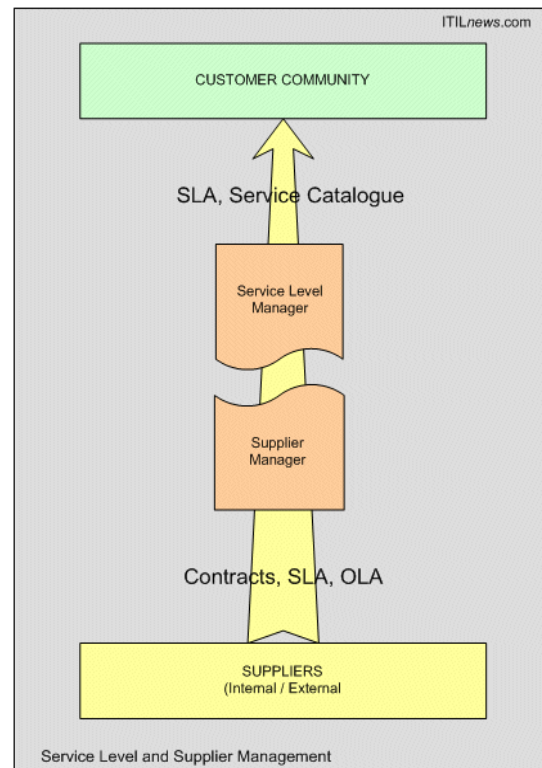 ITILnews.com
CUSTOMER COMMUNITY
SLA, Service Catalogue
Service Level
Manager
Supplier
Manager
Contracts, SLA, OLA
SUPPLIERS
(Internal / External
Service Level and Supplier Management